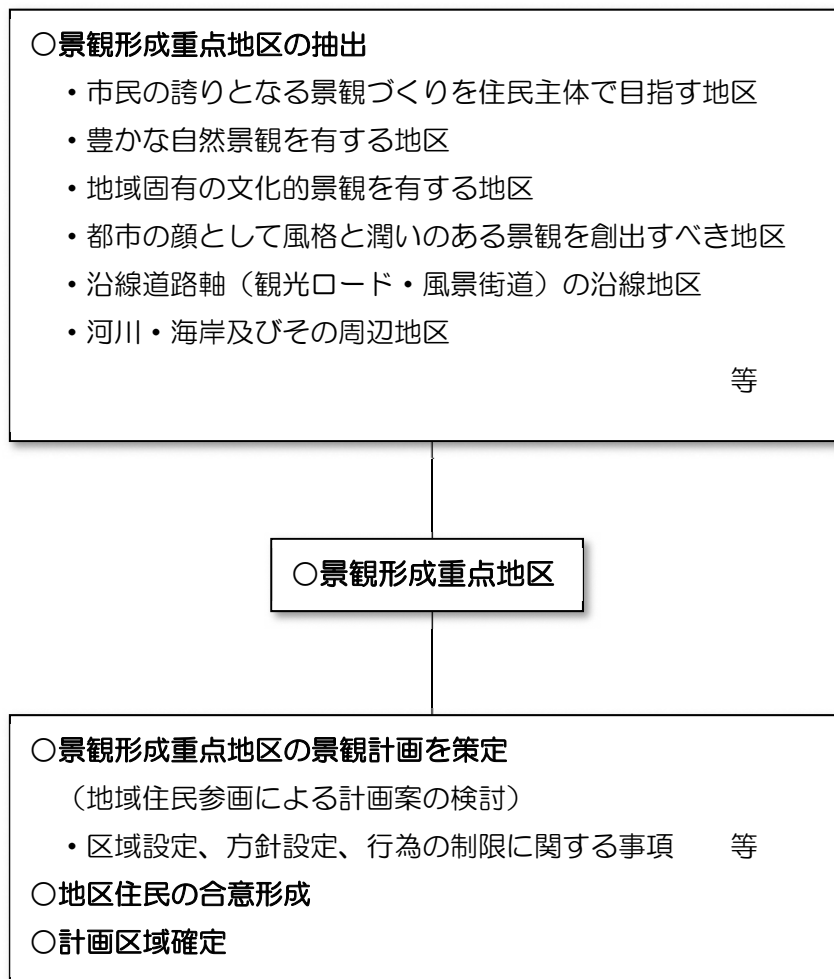 ○景観形成重点地区の抽出
・市民の誇りとなる景観づくりを住民主体で目指す地区
・豊かな自然景観を有する地区
・地域固有の文化的景観を有する地区
・都市の顔として風格と潤いのある景観を創出すべき地区
・沿線道路軸（観光ロード・風景街道）の沿線地区
・河川・海岸及びその周辺地区
等
○景観形成重点地区
○景観形成重点地区の景観計画を策定
（地域住民参画による計画案の検討）
・区域設定、方針設定、行為の制限に関する事項　　等
○地区住民の合意形成
○計画区域確定